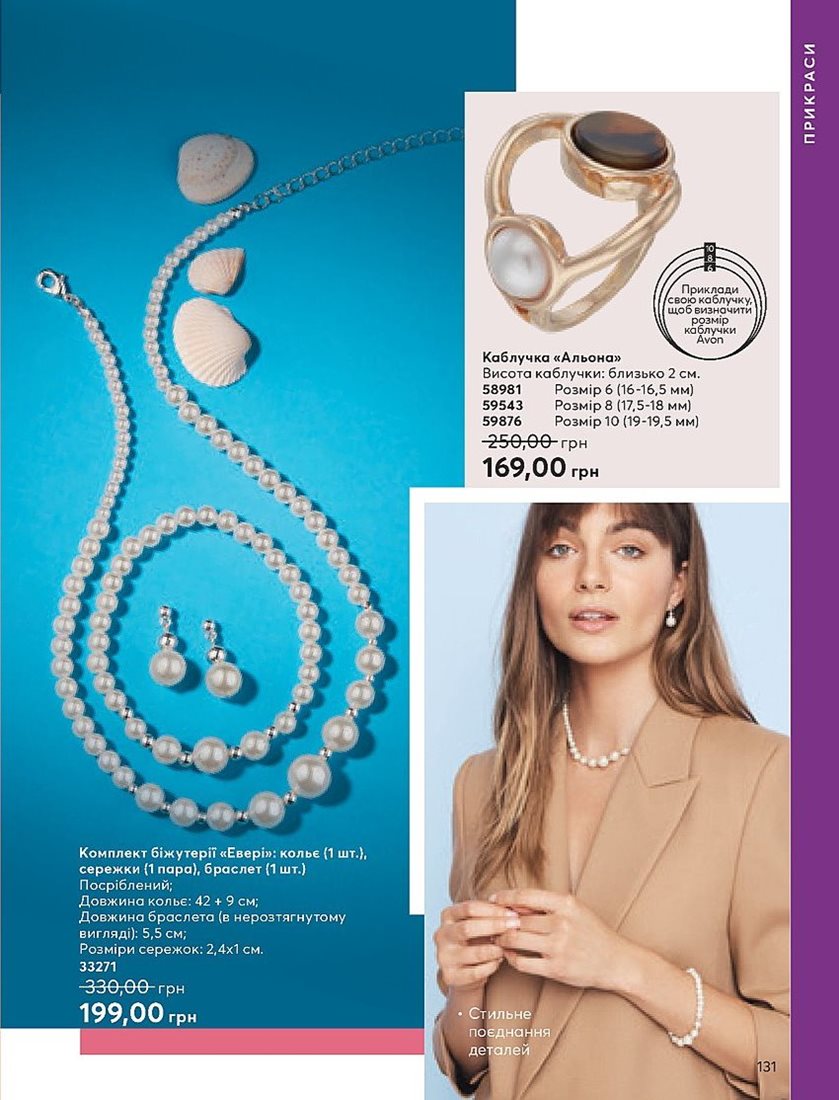 ПРИКРАСИ
10
8
6
Приклади
свою каблучку,
щоб визначити
розмір
каблучки
Avon
Каблучка «Альона»
Висота каблучки: близько 2 см.
58981 Розмір 6 (16-16,5 мм)
59543 Розмір 8 (17,5-18 мм)
59876 Розмір 10 (19-19,5 мм)
250,00 грн
169,00 грн
Комплект біжутерії «Евері»: кольє (1 шт.),
сережки (1 пара), браслет (1 шт.)
Посріблений;
Довжина кольє: 42 + 9 см;
Довжина браслета (в нерозтягнутому
вигляді): 5,5 см;
Розміри сережок: 2,4х1 см.
33271
330,00 грн
199,00 грн
• Стильне
поєднання
деталей
131